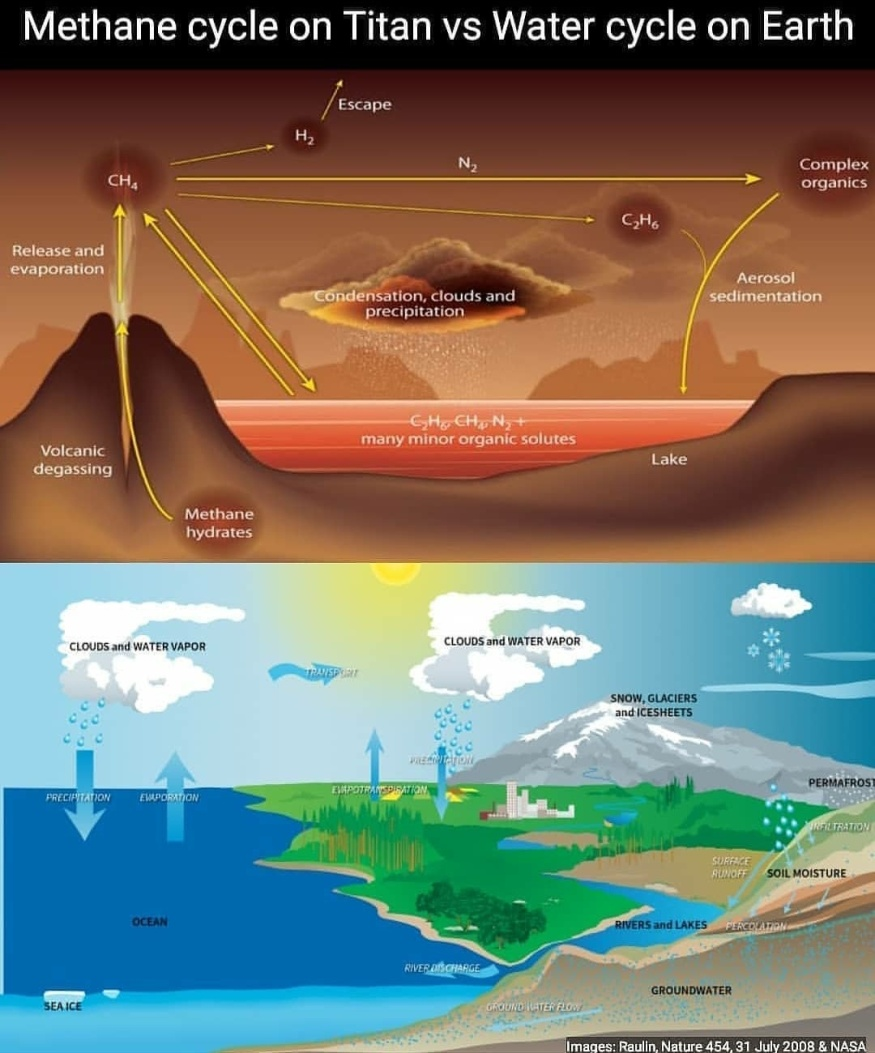 Methane cycle on Titan vs Water cycle on Earth
Escape
H₂
N₂
Complex
organics
CH₄
C₂H₆
Release and
evaporation
Aerosol
sedimentation
Condensation, clouds and
precipitation
C₂H₆, CH₄, N₂ +
many minor organic solutes
Volcanic
degassing
Lake
Methane
hydrates
CLOUDS and WATER VAPOR
CLOUDS and WATER VAPOR
TRANSPORT
SNOW, GLACIERS
and ICESHEETS
PRECIPITATION
PERMAFROST
EVAPOTRANSPIRATION
PRECIPITATION
EVAPORATION
INFILTRATION
SURFACE
RUNOFF
SOIL MOISTURE
OCEAN
RIVERS and LAKES
PERCOLATION
RIVER DISCHARGE
GROUNDWATER
SEA ICE
GROUND WATER FLOW
Images: Raulin, Nature 454, 31 July 2008 & NASA